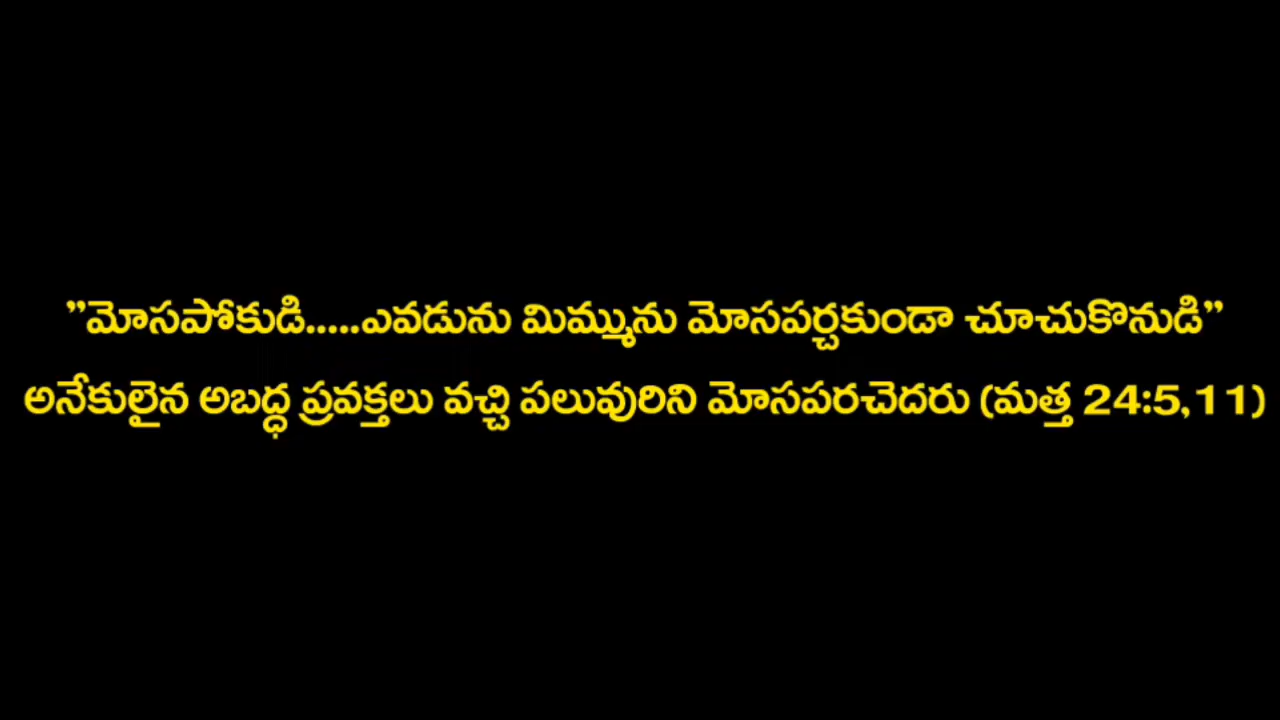 ”మోసపోకుడి.....ఎవడును మిమ్మును మోసపర్చకుండా చూచుకొనుడి”
అనేకులైన అబద్ధ ప్రవక్తలు వచ్చి పలువురిని మోసపరచెదరు (మత్త 24:5,11)